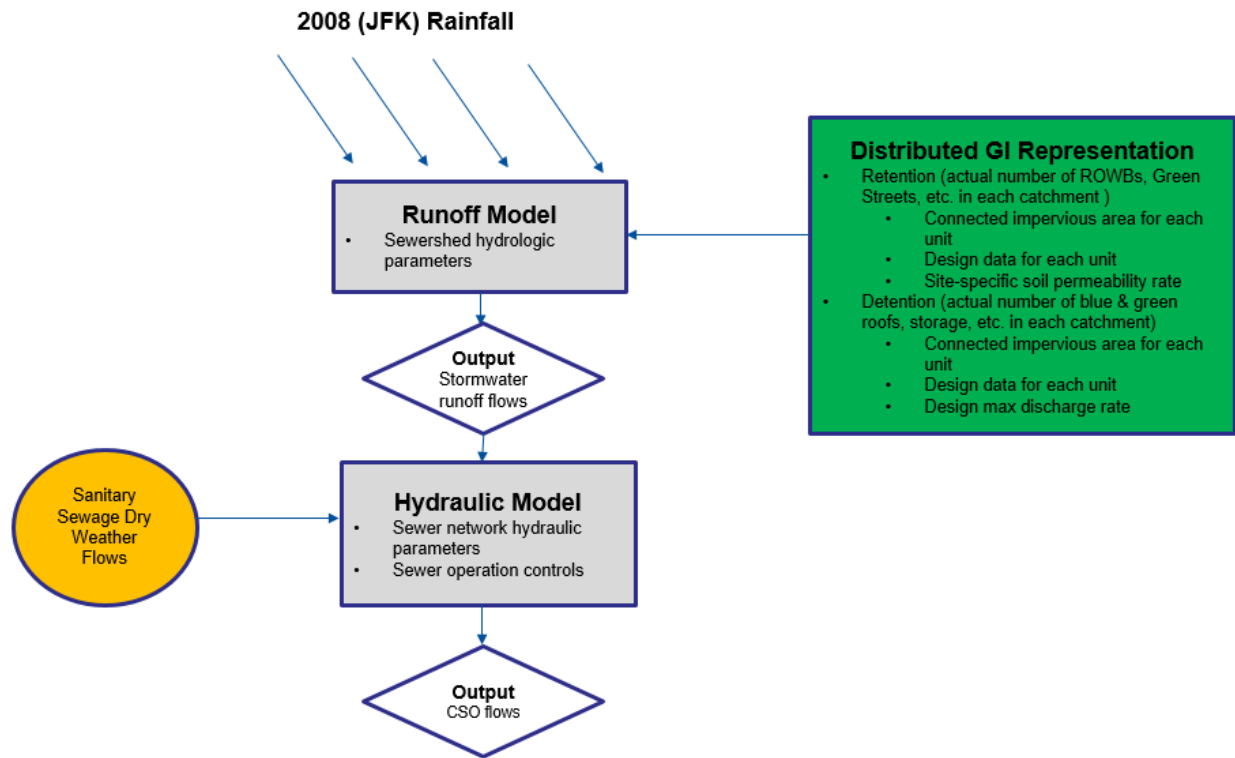 2008 (JFK) Rainfall
Distributed GI Representation
• Retention (actual number of ROWBs, Green
Streets, etc. in each catchment )
• Connected impervious area for each
unit
• Design data for each unit
• Site-specific soil permeability rate
• Detention (actual number of blue & green
roofs, storage, etc. in each catchment)
• Connected impervious area for each
unit
• Design data for each unit
• Design max discharge rate
Runoff Model
• Sewershed hydrologic
parameters
Output
Stormwater
runoff flows
Sanitary
Sewage Dry
Weather
Flows
Hydraulic Model
• Sewer network hydraulic
parameters
• Sewer operation controls
Output
CSO flows